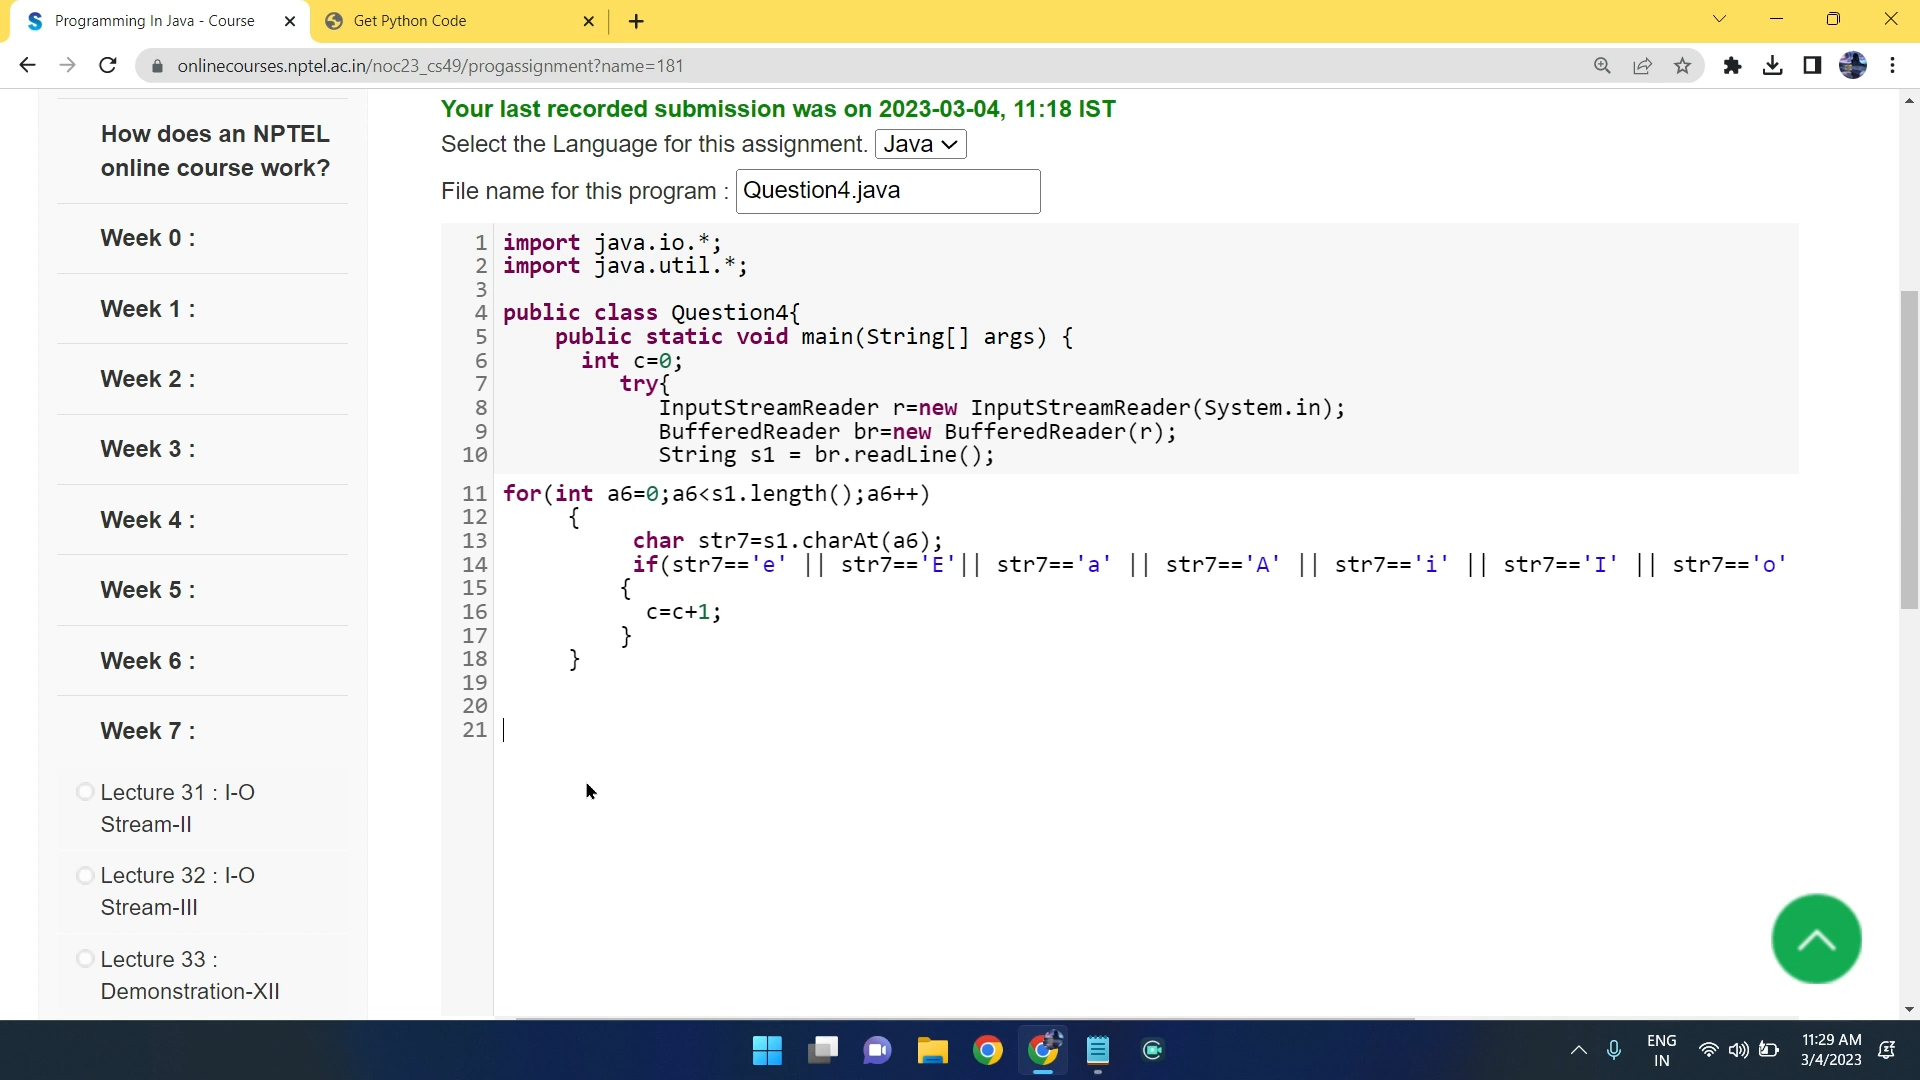 Programming In Java - Course
Get Python Code
onlinecourses.nptel.ac.in/noc23_cs49/progassignment?name=181
How does an NPTEL
online course work?
Week 0 :
Week 1 :
Week 2 :
Week 3 :
Week 4 :
Week 5 :
Week 6 :
Week 7 :
Lecture 31 : I-O
Stream-II
Lecture 32 : I-O
Stream-III
Lecture 33 :
Demonstration-XII
Your last recorded submission was on 2023-03-04, 11:18 IST
Select the Language for this assignment. Java
File name for this program : Question4.java
1 import java.io.*;
2 import java.util.*;
3
4 public class Question4{
5 public static void main(String[] args) {
6 int c=0;
7 try{
8 InputStreamReader r=new InputStreamReader(System.in);
9 BufferedReader br=new BufferedReader(r);
10 String s1 = br.readLine();
11 for(int a6=0;a6<s1.length();a6++)
12 {
13 char str7=s1.charAt(a6);
14 if(str7=='e' || str7=='E'|| str7=='a' || str7=='A' || str7=='i' || str7=='I' || str7=='o'
15 {
16 c=c+1;
17 }
18 }
19
20
21
ENG
IN
11:29 AM
3/4/2023